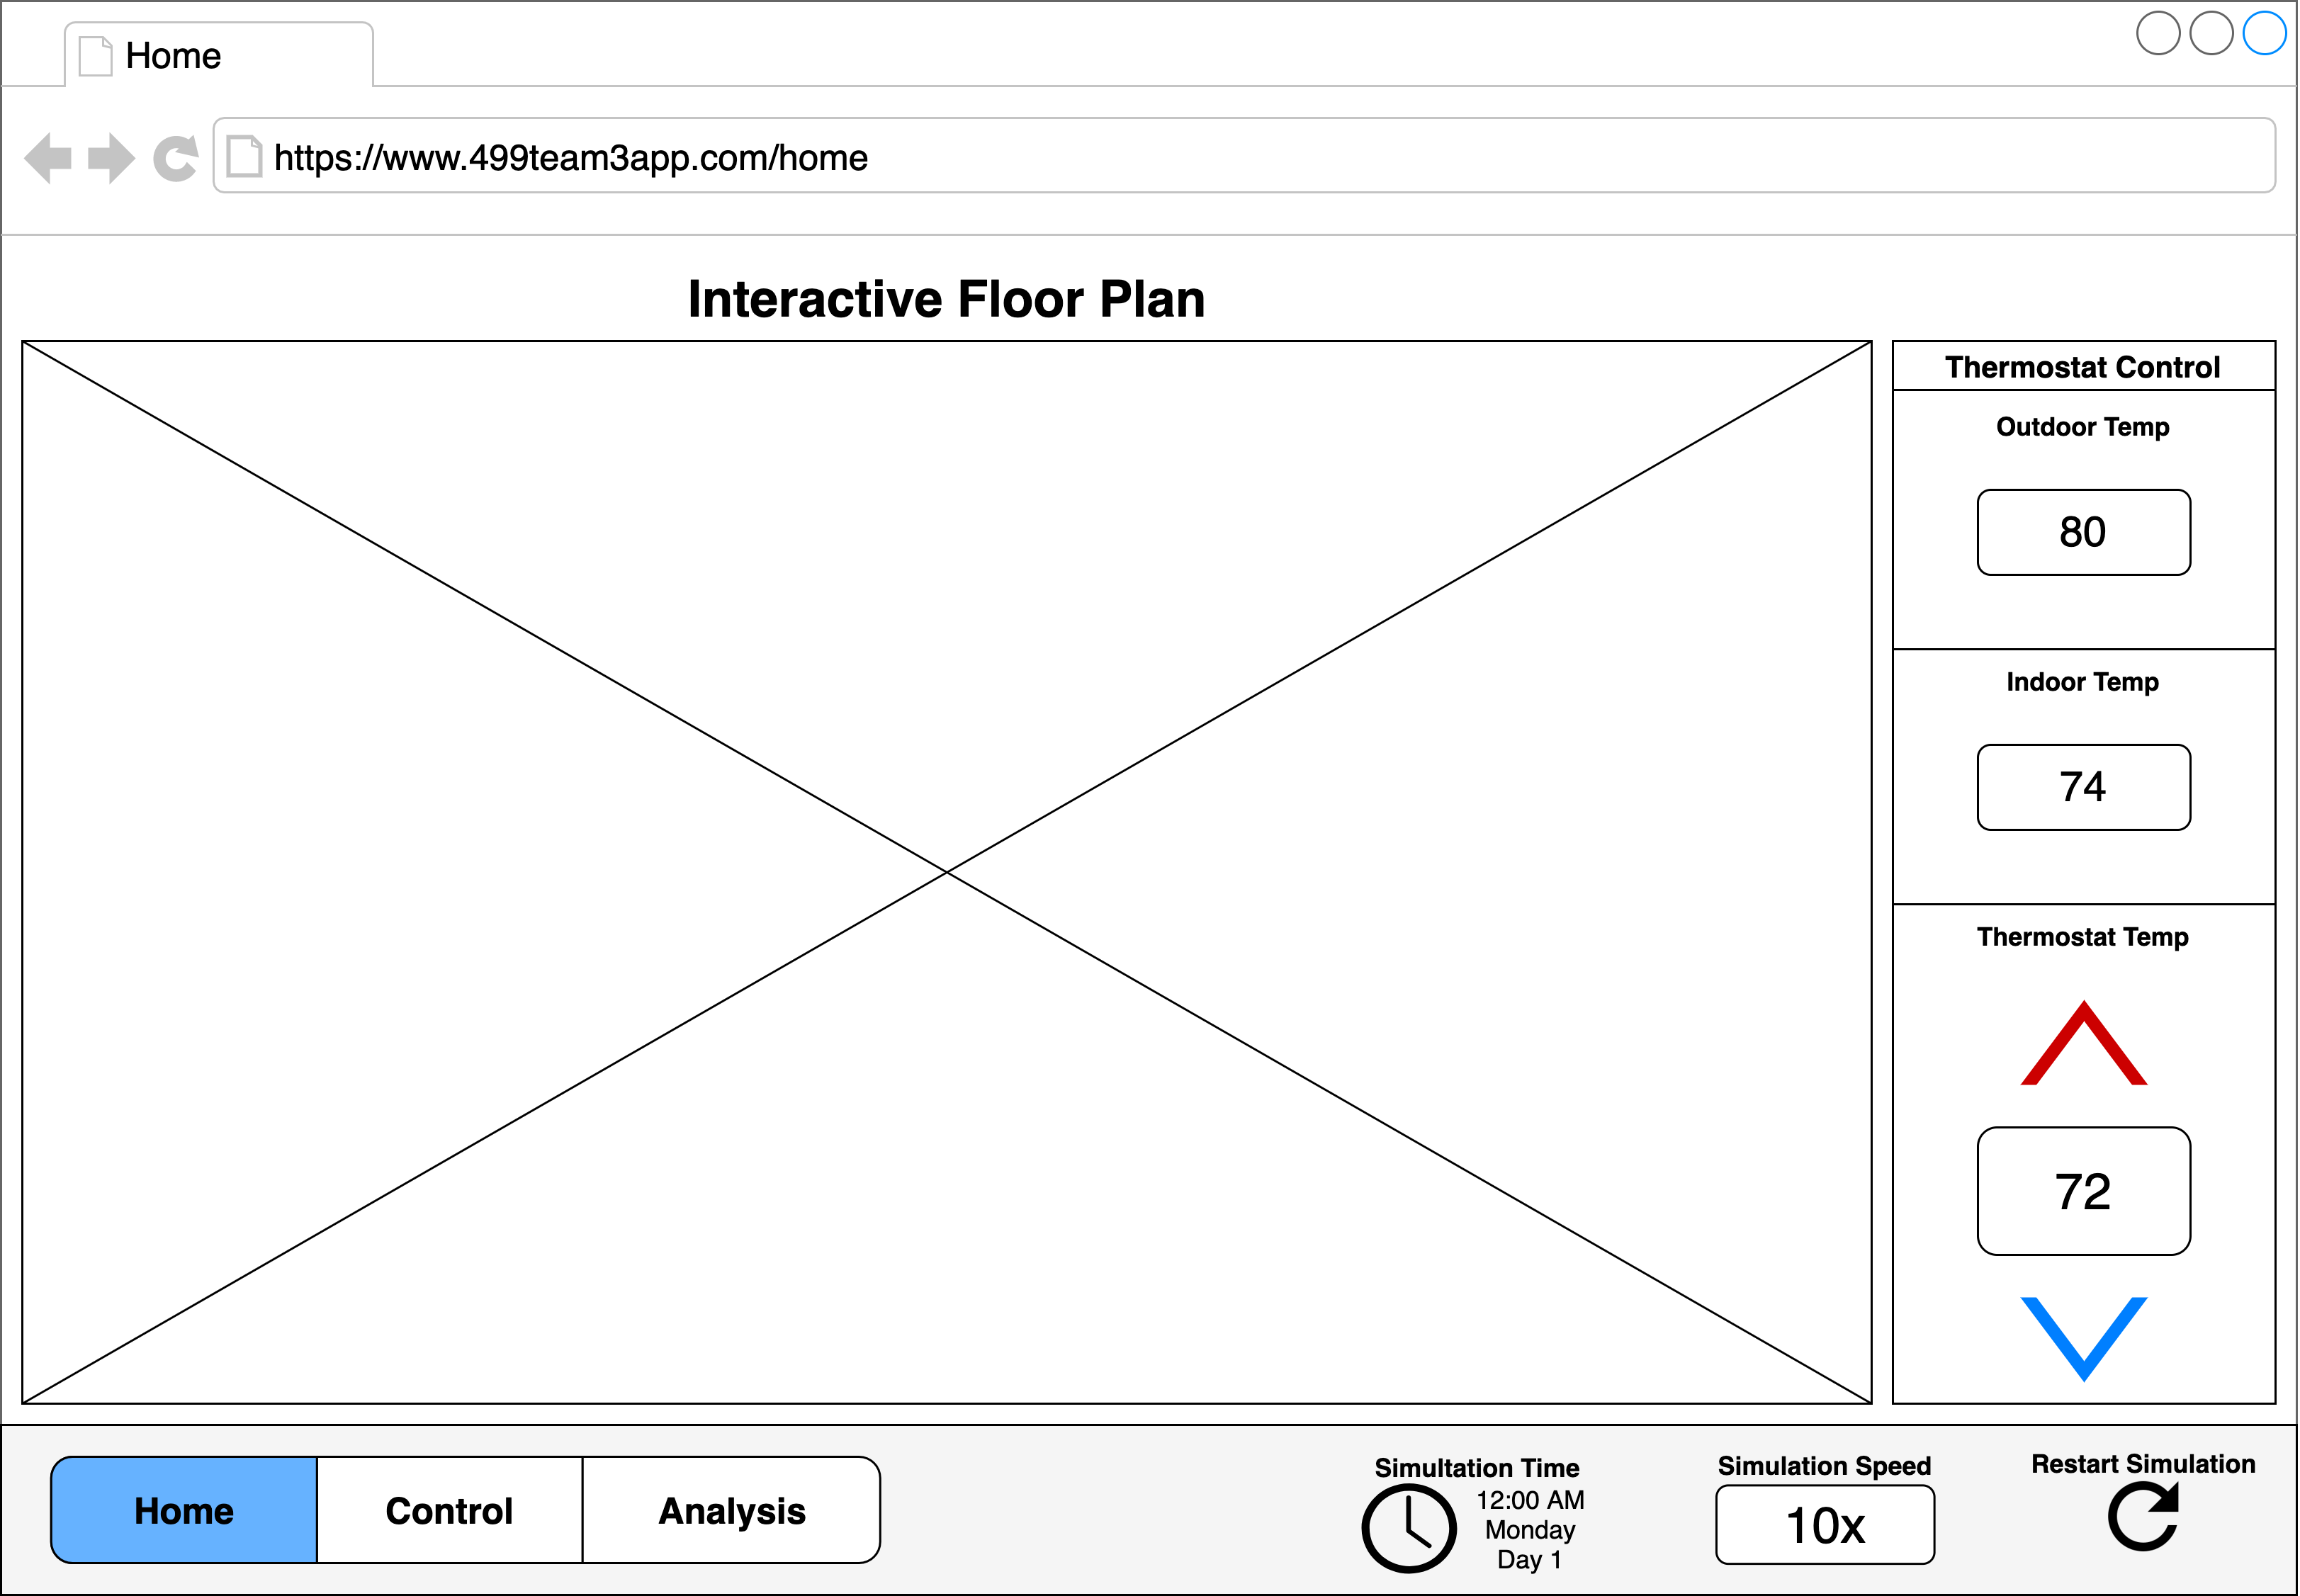 Home
https://www.499team3app.com/home
Interactive Floor Plan
Thermostat Control
Outdoor Temp
80
Indoor Temp
74
Thermostat Temp
72
Home
Control
Analysis
Simultation Time
12:00 AM
Monday
Day 1
Simulation Speed
10x
Restart Simulation